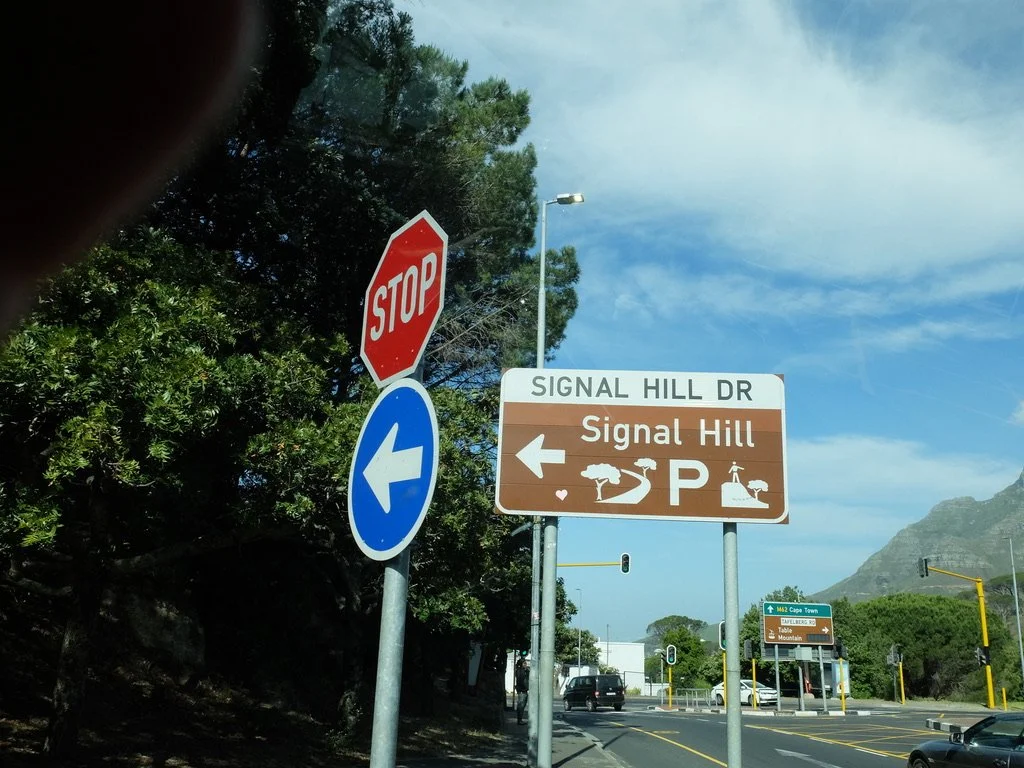 STOP
SIGNAL HILL DR
Signal Hill
P
M62 Cape Town
TAFELBERG RD
Table
Mountain